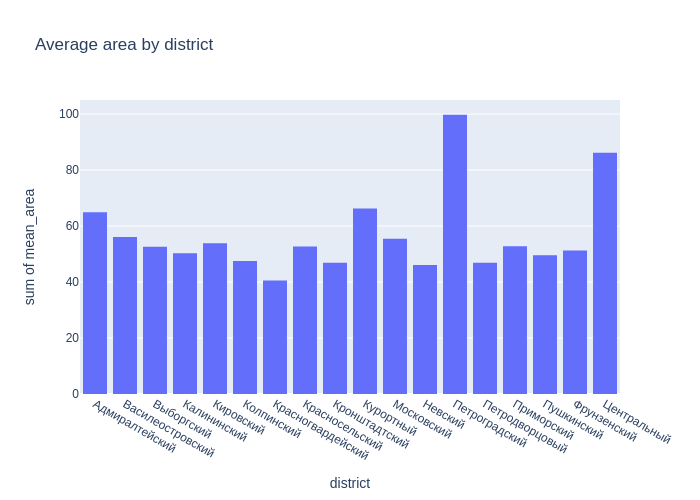 Average area by district
sum of mean_area
100
80
60
40
20
0
Адмиралтейский
Василеостровский
Выборгский
Калининский
Кировский
Колпинский
Красногвардейский
Красносельский
Кронштадтский
Курортный
Московский
Невский
Петроградский
Петродворцовый
Приморский
Пушкинский
Фрунзенский
Центральный
district